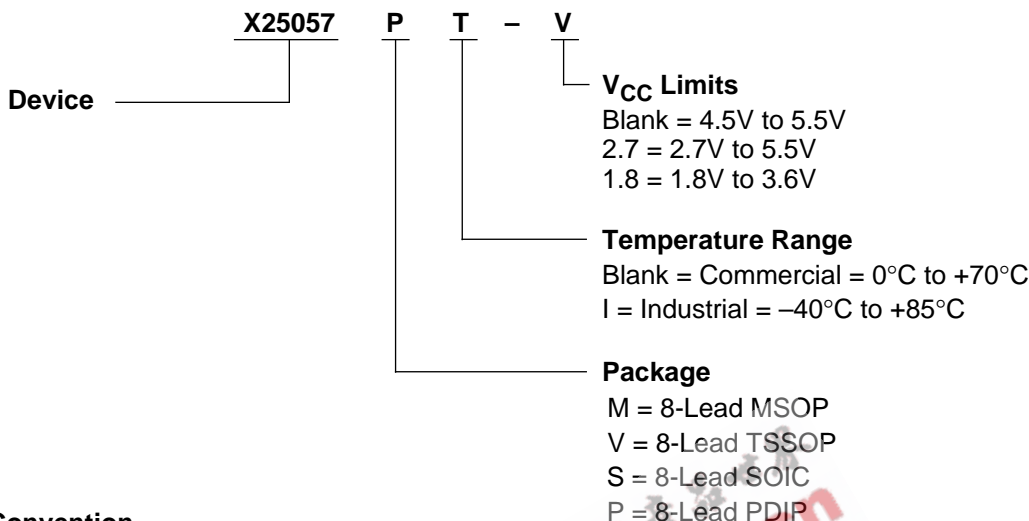 X25057 P T – V
Device
VCC Limits
Blank = 4.5V to 5.5V
2.7 = 2.7V to 5.5V
1.8 = 1.8V to 3.6V
Temperature Range
Blank = Commercial = 0°C to +70°C
I = Industrial = –40°C to +85°C
Package
M = 8-Lead MSOP
V = 8-Lead TSSOP
S = 8-Lead SOIC
P = 8-Lead PDIP